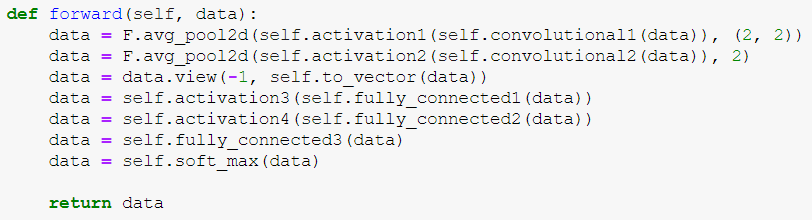 def forward(self, data):
    data = F.avg_pool2d(self.activation1(self.convolutional1(data)), (2, 2))
    data = F.avg_pool2d(self.activation2(self.convolutional2(data)), 2)
    data = data.view(-1, self.to_vector(data))
    data = self.activation3(self.fully_connected1(data))
    data = self.activation4(self.fully_connected2(data))
    data = self.fully_connected3(data)
    data = self.soft_max(data)

    return data